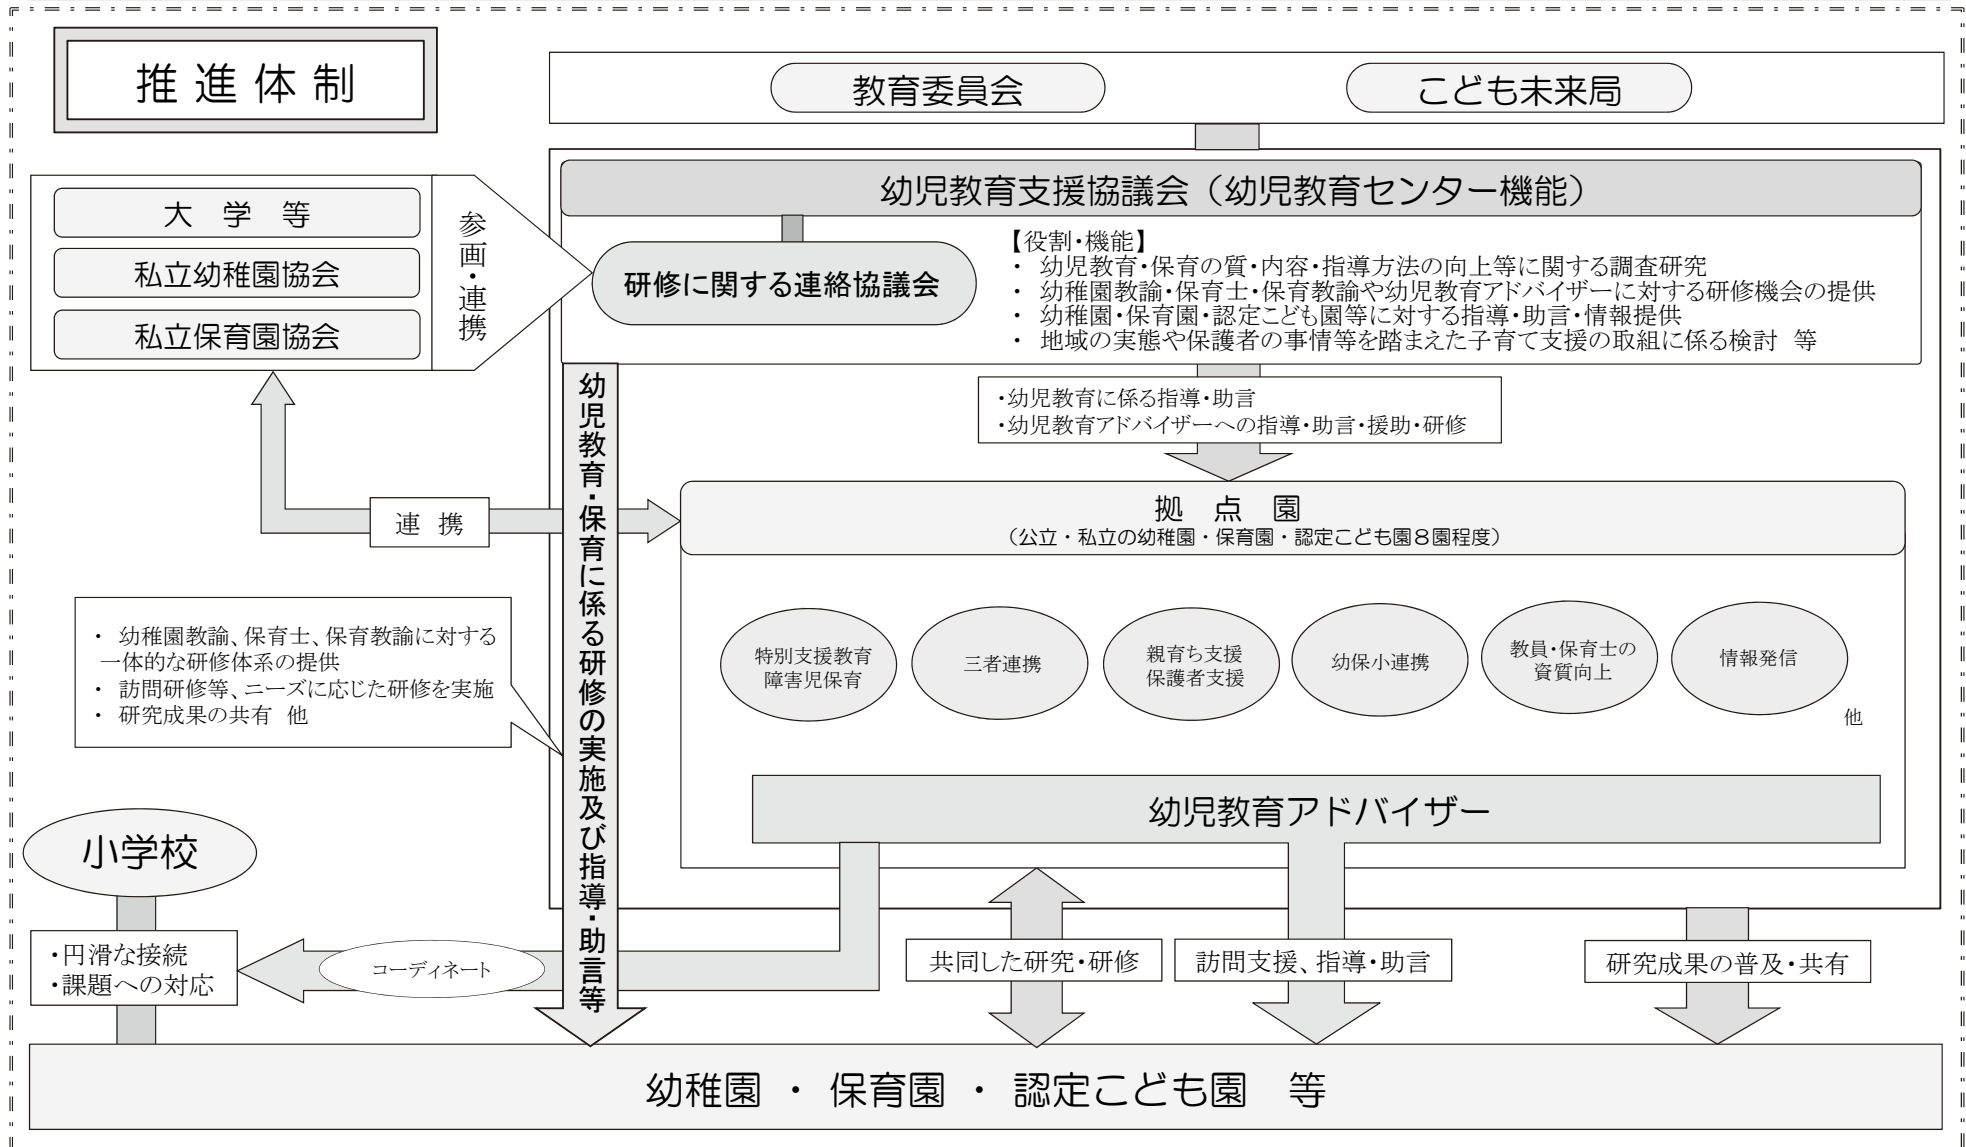 推進体制
教育委員会
こども未来局
幼児教育支援協議会（幼児教育センター機能）
大　学　等
私立幼稚園協会
私立保育園協会
参画・連携
研修に関する連絡協議会
【役割・機能】
・ 幼児教育・保育の質・内容・指導方法の向上等に関する調査研究
・ 幼稚園教諭・保育士・保育教諭や幼児教育アドバイザーに対する研修機会の提供
・ 幼稚園・保育園・認定こども園等に対する指導・助言・情報提供
・ 地域の実態や保護者の事情等を踏まえた子育て支援の取組に係る検討　等
・幼児教育に係る指導・助言
・幼児教育アドバイザーへの指導・助言・援助・研修
幼児教育・保育に係る研修の実施及び指導・助言等
連　携
拠　点　園
（公立・私立の幼稚園・保育園・認定こども園８園程度）
・ 幼稚園教諭、保育士、保育教諭に対する
一体的な研修体系の提供
・ 訪問研修等、ニーズに応じた研修を実施
・ 研究成果の共有　他
特別支援教育
障害児保育
三者連携
親育ち支援
保護者支援
幼保小連携
教員・保育士の
資質向上
情報発信
他
幼児教育アドバイザー
小学校
・円滑な接続
・課題への対応
コーディネート
共同した研究・研修
訪問支援、指導・助言
研究成果の普及・共有
幼稚園　・　保育園　・　認定こども園　等